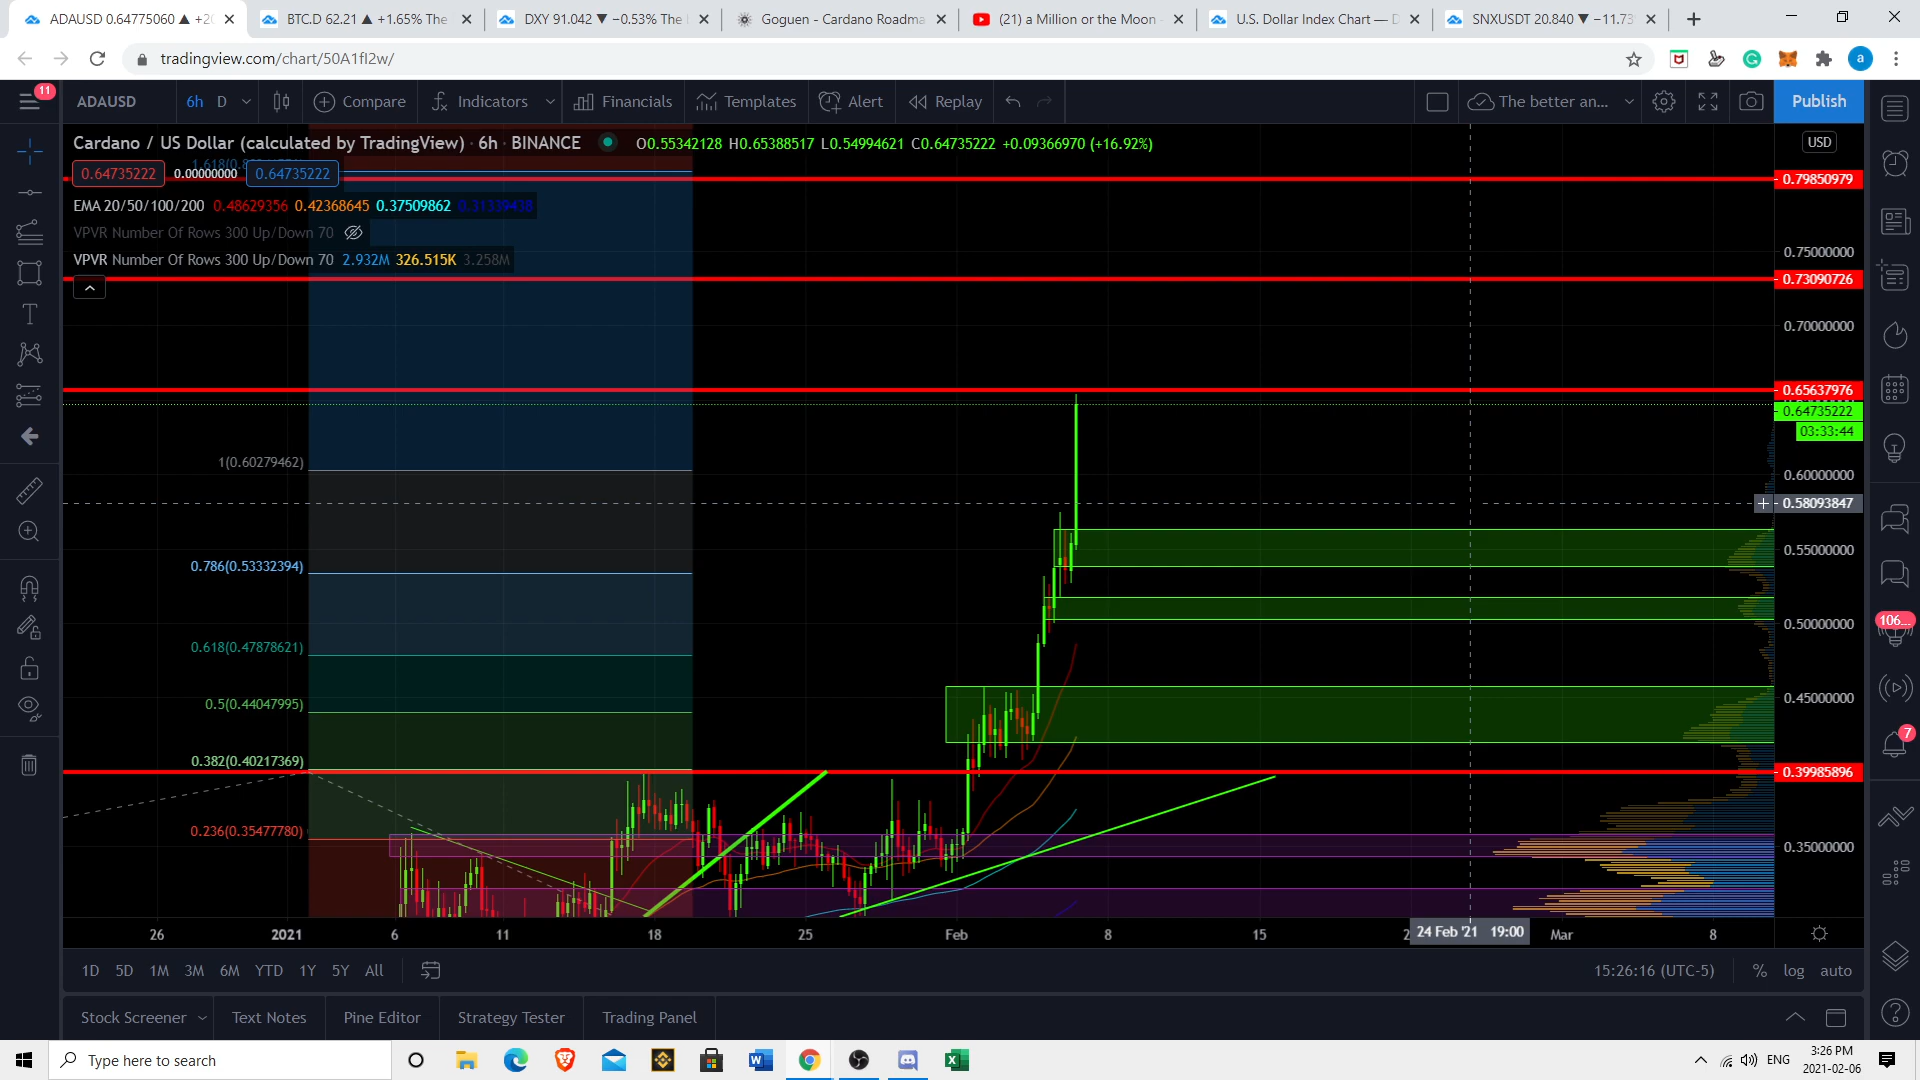 ADAUSD 0.64775060 ▲ +20
BTC.D 62.21 ▲ +1.65% The
DXY 91.042 ▼ −0.53% The
Goguen - Cardano Roadma
(21) a Million or the Moon -
U.S. Dollar Index Chart — D
SNXUSDT 20.840 ▼ −11.73
tradingview.com/chart/50A1fI2w/
a
11
ADAUSD 6h D Compare Indicators Financials Templates Alert Replay The better an... Publish
Cardano / US Dollar (calculated by TradingView) · 6h · BINANCE O0.55342128 H0.65388517 L0.54994621 C0.64735222 +0.09366970 (+16.92%)
USD
0.64735222 0.00000000 0.64735222
EMA 20/50/100/200 0.48629356 0.42368645 0.37509862 0.31339438
VPVR Number Of Rows 300 Up/Down 70
VPVR Number Of Rows 300 Up/Down 70 2.932M 326.515K 3.258M
0.79850979
0.75000000
0.73090726
0.70000000
0.65637976
0.64735222
03:33:44
1(0.60279462)
0.60000000
0.58093847
0.55000000
0.786(0.53332394)
0.50000000
106...
0.618(0.47878621)
0.45000000
0.5(0.44047995)
7
0.382(0.40217369)
0.39985896
0.236(0.35477780)
0.35000000
26 2021 6 11 18 25 Feb 8 15 2 24 Feb '21 19:00 Mar 8
1D 5D 1M 3M 6M YTD 1Y 5Y All 15:26:16 (UTC-5) % log auto
Stock Screener Text Notes Pine Editor Strategy Tester Trading Panel
Type here to search
ENG
3:26 PM
2021-02-06